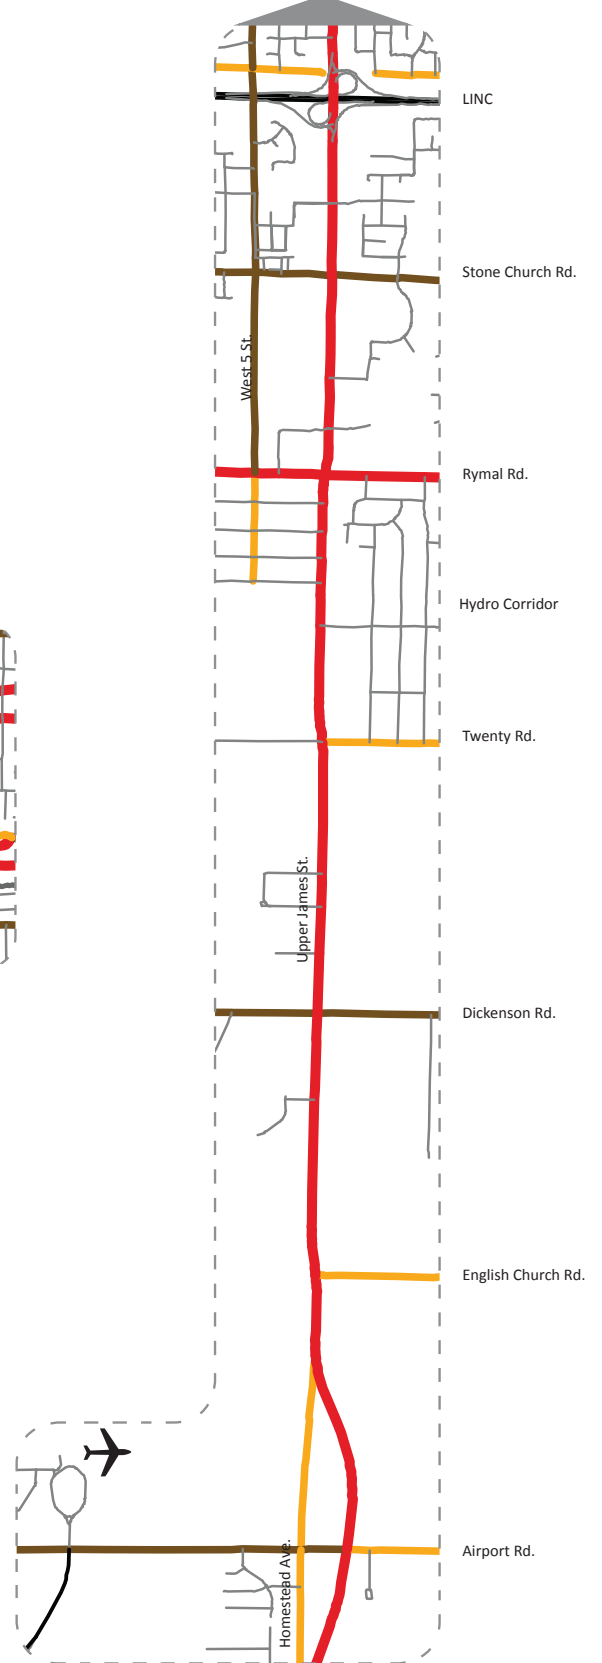 LINC
Stone Church Rd.
West 5 St.
Rymal Rd.
Hydro Corridor
Twenty Rd.
Upper James St.
Dickenson Rd.
English Church Rd.
Airport Rd.
Homestead Ave.